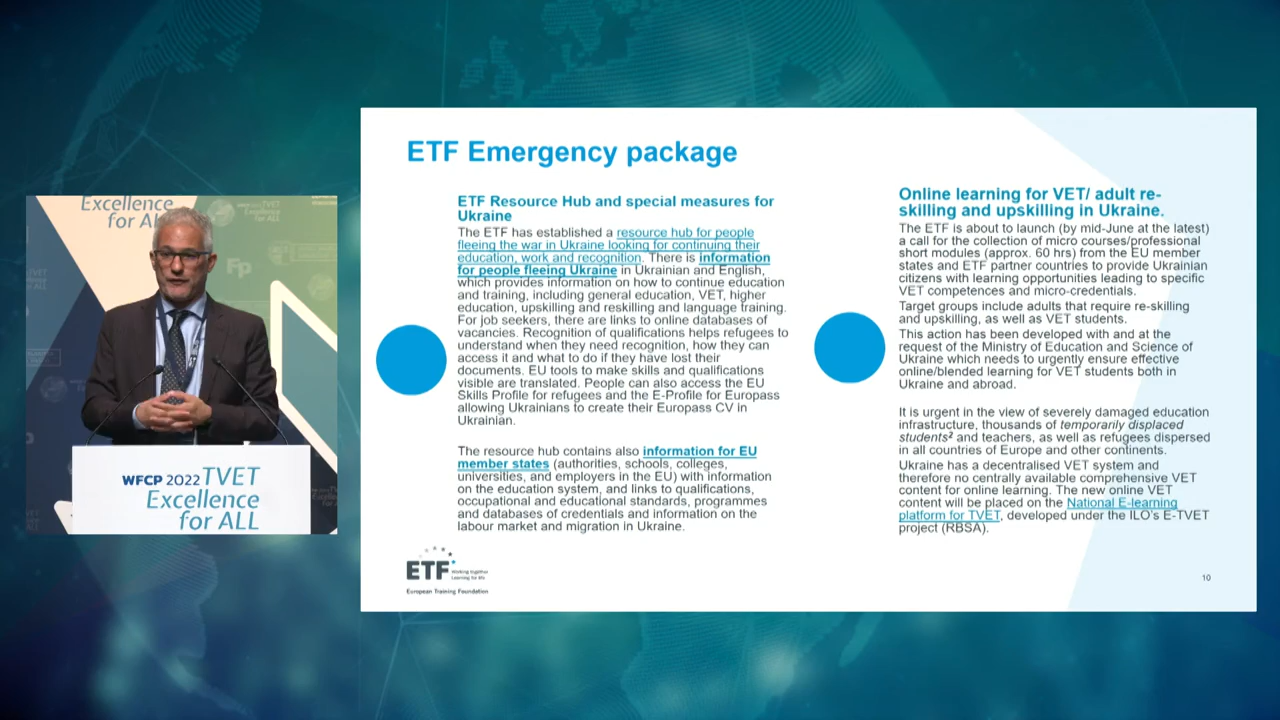 Excellence
for ALL
TVET
Excellence
for ALL
Fp
WFCP 2022 TVET
Excellence
for ALL
ETF Emergency package
ETF Resource Hub and special measures for
Ukraine
The ETF has established a resource hub for people
fleeing the war in Ukraine looking for continuing their
education, work and recognition. There is information
for people fleeing Ukraine in Ukrainian and English,
which provides information on how to continue education
and training, including general education, VET, higher
education, upskilling and reskilling and language training.
For job seekers, there are links to online databases of
vacancies. Recognition of qualifications helps refugees to
understand when they need recognition, how they can
access it and what to do if they have lost their
documents. EU tools to make skills and qualifications
visible are translated. People can also access the EU
Skills Profile for refugees and the E-Profile for Europass
allowing Ukrainians to create their Europass CV in
Ukrainian.
The resource hub contains also information for EU
member states (authorities, schools, colleges,
universities, and employers in the EU) with information
on the education system, and links to qualifications,
occupational and educational standards, programmes
and databases of credentials and information on the
labour market and migration in Ukraine.
Online learning for VET/ adult re-
skilling and upskilling in Ukraine.
The ETF is about to launch (by mid-June at the latest)
a call for the collection of micro courses/professional
short modules (approx. 60 hrs) from the EU member
states and ETF partner countries to provide Ukrainian
citizens with learning opportunities leading to specific
VET competences and micro-credentials.
Target groups include adults that require re-skilling
and upskilling, as well as VET students.
This action has been developed with and at the
request of the Ministry of Education and Science of
Ukraine which needs to urgently ensure effective
online/blended learning for VET students both in
Ukraine and abroad.
It is urgent in the view of severely damaged education
infrastructure, thousands of temporarily displaced
students² and teachers, as well as refugees dispersed
in all countries of Europe and other continents.
Ukraine has a decentralised VET system and
therefore no centrally available comprehensive VET
content for online learning. The new online VET
content will be placed on the National E-learning
platform for TVET, developed under the ILO's E-TVET
project (RBSA).
ETF
Working together
Learning for life
European Training Foundation
10